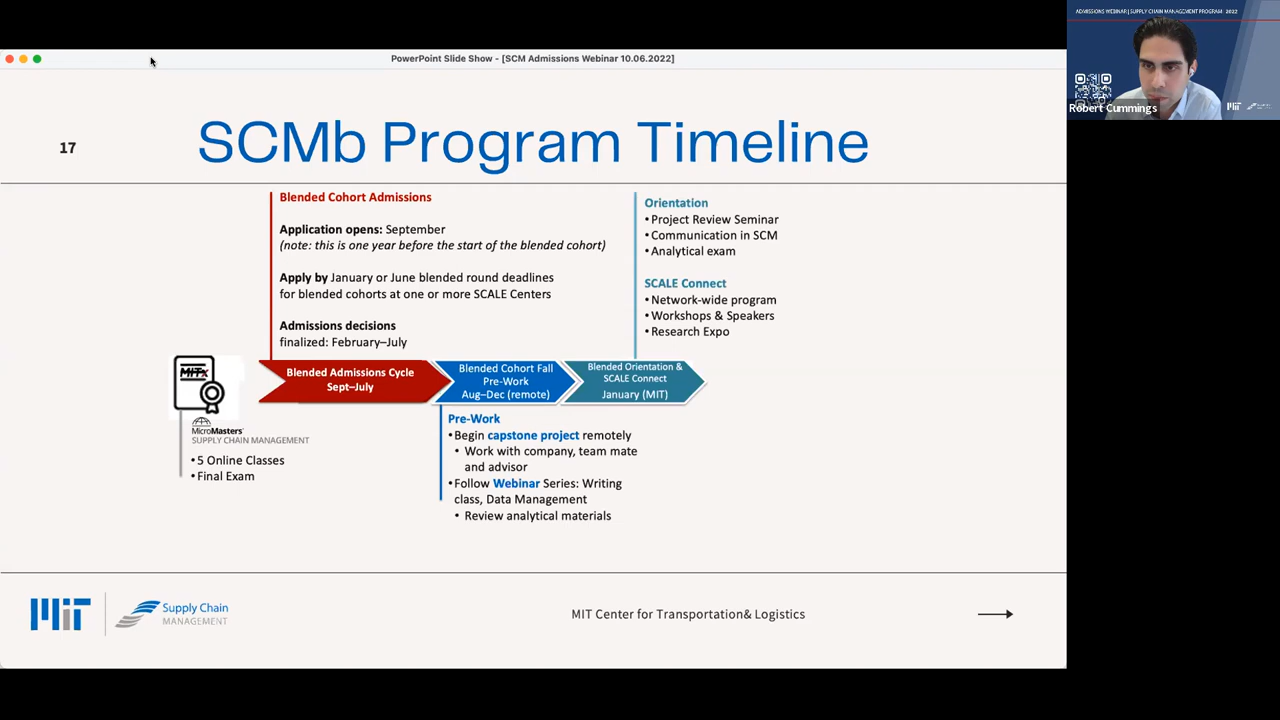 ADMISSIONS WEBINAR | SUPPLY CHAIN MANAGEMENT PROGRAM 2022
Robert Cummings
MIT
PowerPoint Slide Show - [SCM Admissions Webinar 10.06.2022]
17
SCMb Program Timeline
Blended Cohort Admissions
Application opens: September
(note: this is one year before the start of the blended cohort)
Apply by January or June blended round deadlines
for blended cohorts at one or more SCALE Centers
Admissions decisions
finalized: February–July
Orientation
•Project Review Seminar
•Communication in SCM
•Analytical exam
SCALE Connect
•Network-wide program
•Workshops & Speakers
•Research Expo
MITx
MicroMasters®
SUPPLY CHAIN MANAGEMENT
•5 Online Classes
•Final Exam
Blended Admissions Cycle
Sept–July
Blended Cohort Fall
Pre-Work
Aug–Dec (remote)
Blended Orientation &
SCALE Connect
January (MIT)
Pre-Work
•Begin capstone project remotely
• Work with company, team mate
and advisor
•Follow Webinar Series: Writing
class, Data Management
• Review analytical materials
MIT
Supply Chain
MANAGEMENT
MIT Center for Transportation& Logistics